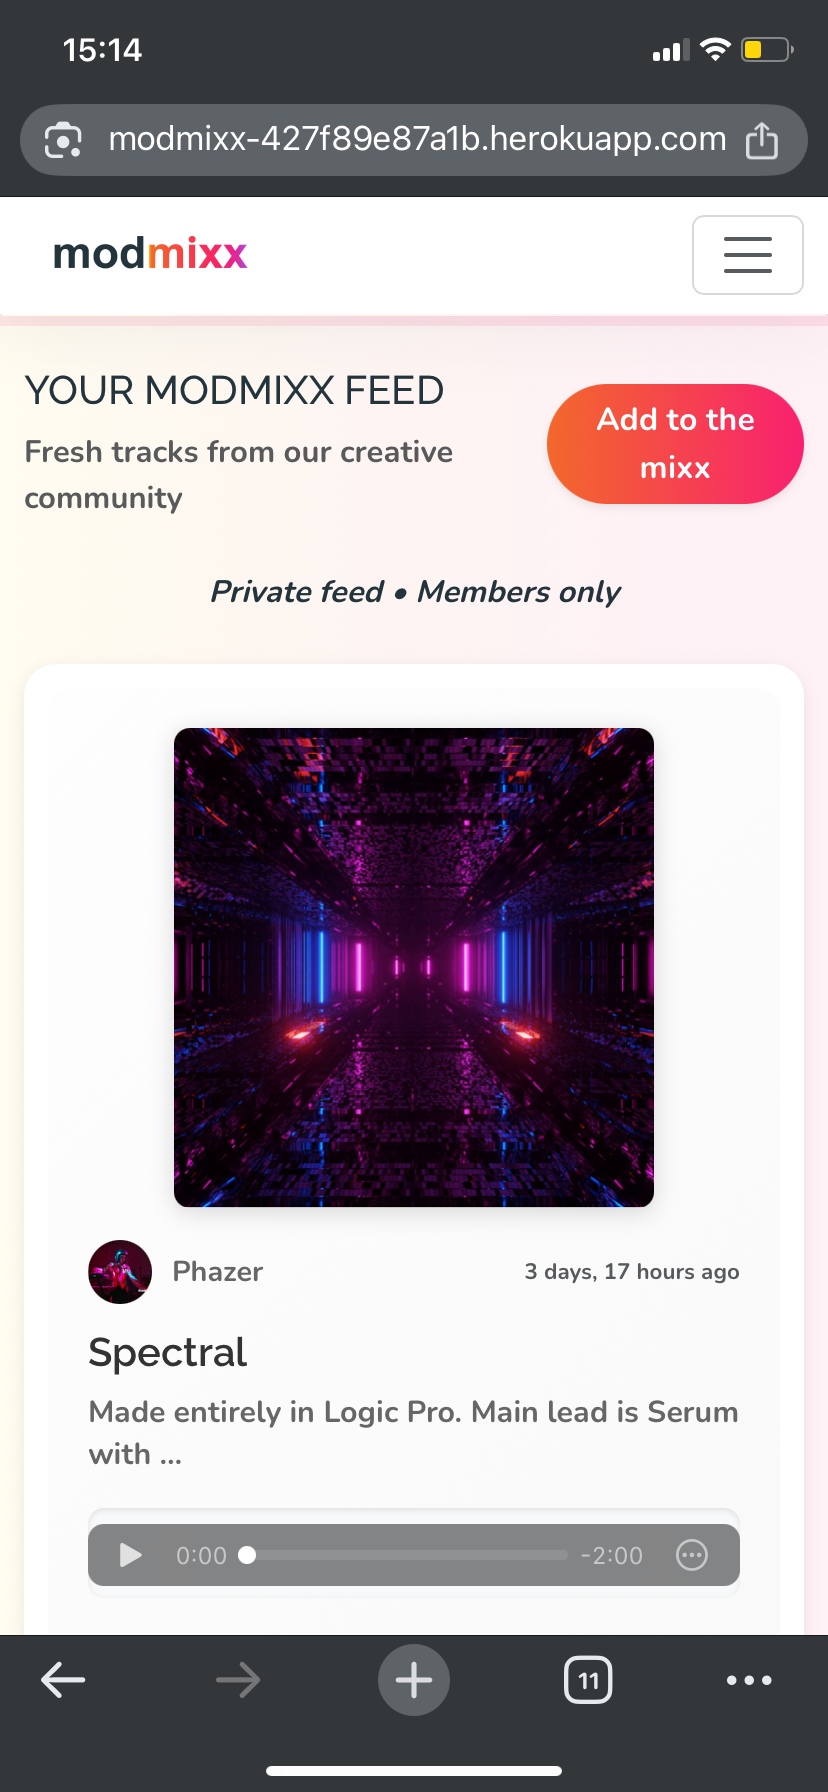 15:14
modmixx-427f89e87a1b.herokuapp.com
modmixx
YOUR MODMIXX FEED
Fresh tracks from our creative
community
Add to the
mixx
Private feed • Members only
Phazer
3 days, 17 hours ago
Spectral
Made entirely in Logic Pro. Main lead is Serum
with ...
0:00
-2:00
11